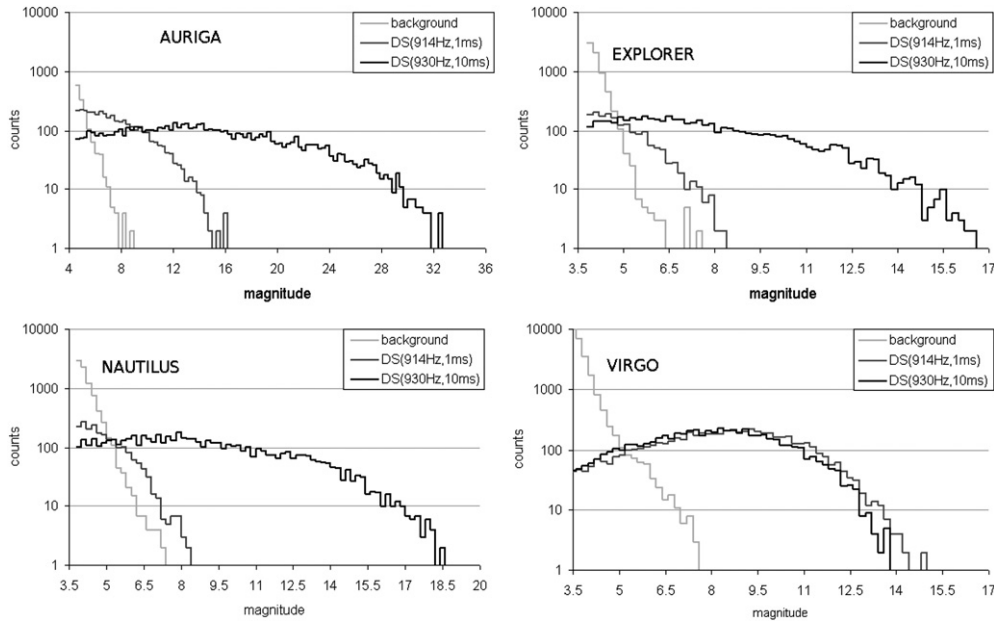 AURIGA
background
DS(914Hz,1ms)
DS(930Hz,10ms)
counts
10000
1000
100
10
1
4 8 12 16 20 24 28 32 36
magnitude
EXPLORER
background
DS(914Hz,1ms)
DS(930Hz,10ms)
counts
10000
1000
100
10
1
3.5 5 6.5 8 9.5 11 12.5 14 15.5 17
magnitude
NAUTILUS
background
DS(914Hz,1ms)
DS(930Hz,10ms)
counts
10000
1000
100
10
1
3.5 5 6.5 8 9.5 11 12.5 14 15.5 17 18.5 20
magnitude
VIRGO
background
DS(914Hz,1ms)
DS(930Hz,10ms)
counts
10000
1000
100
10
1
3.5 5 6.5 8 9.5 11 12.5 14 15.5 17
magnitude